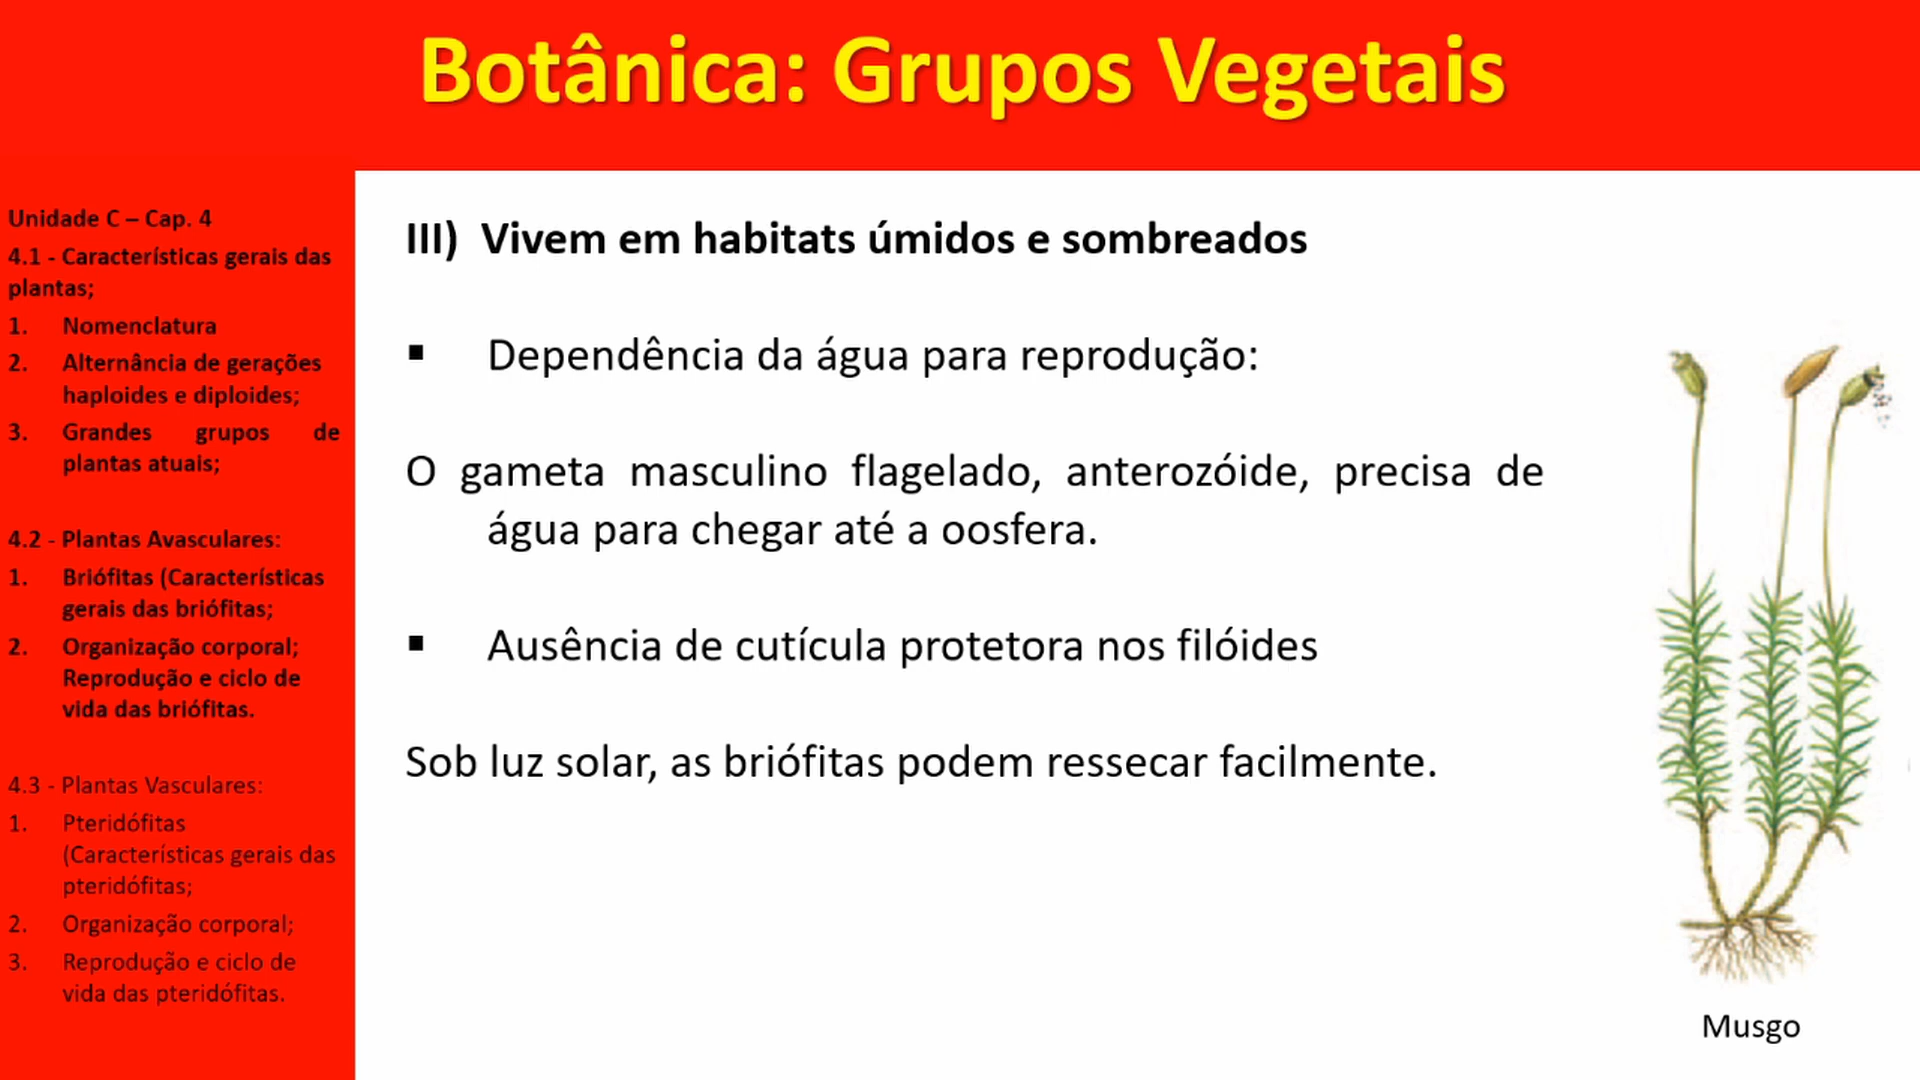 Botânica: Grupos Vegetais
Unidade C – Cap. 4
4.1 - Características gerais das
plantas;
1. Nomenclatura
2. Alternância de gerações
haploides e diploides;
3. Grandes grupos de
plantas atuais;
4.2 - Plantas Avasculares:
1. Briófitas (Características
gerais das briófitas;
2. Organização corporal;
Reprodução e ciclo de
vida das briófitas.
4.3 - Plantas Vasculares:
1. Pteridófitas
(Características gerais das
pteridófitas;
2. Organização corporal;
3. Reprodução e ciclo de
vida das pteridófitas.
III) Vivem em habitats úmidos e sombreados
▪ Dependência da água para reprodução:
O gameta masculino flagelado, anterozóide, precisa de
água para chegar até a oosfera.
▪ Ausência de cutícula protetora nos filóides
Sob luz solar, as briófitas podem ressecar facilmente.
Musgo